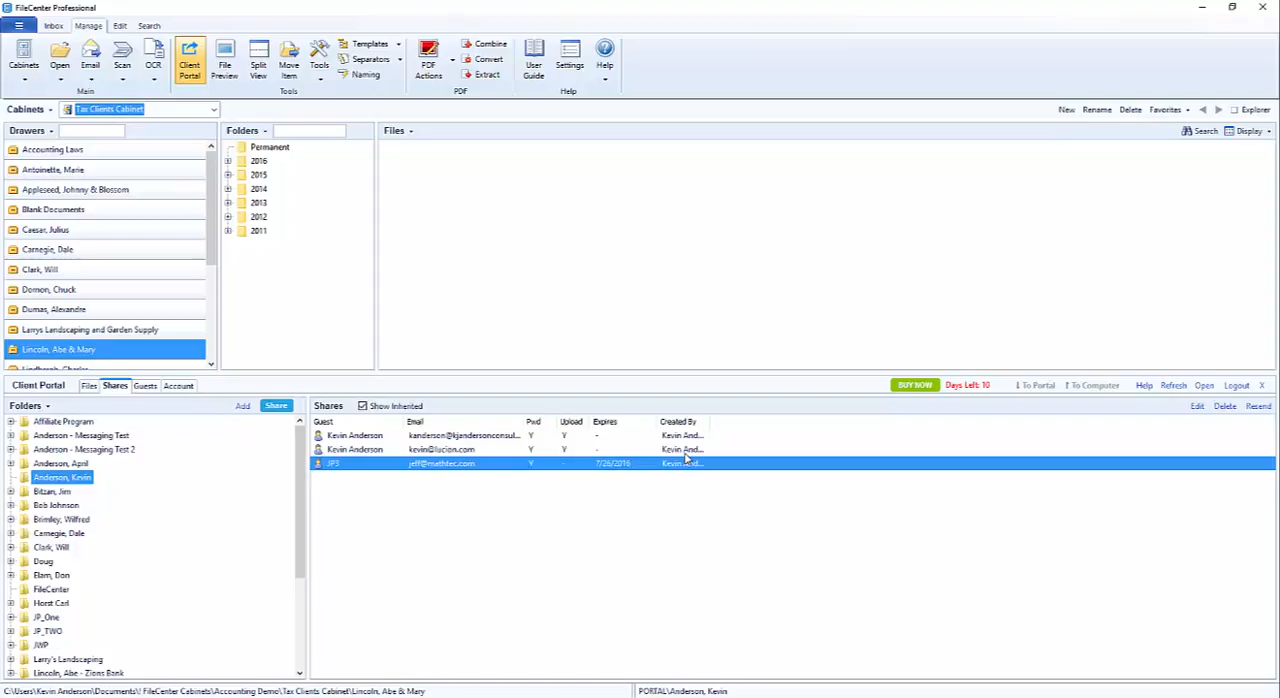 FileCenter Professional
Inbox Manage Edit Search
Cabinets Open Email Scan OCR Client Portal File Preview Split View Move Item Tools Templates Separators Naming PDF Actions Combine Convert Extract User Guide Settings Help
Main Tools PDF Help
Cabinets Tax Clients Cabinet New Rename Delete Favorites Explorer
Drawers Folders Files Search Display
Accounting Laws
Antoinette, Marie
Appleseed, Johnny & Blossom
Blank Documents
Caesar, Julius
Carnegie, Dale
Clark, Will
Domon, Chuck
Dumas, Alexandre
Larrys Landscaping and Garden Supply
Lincoln, Abe & Mary
Lindbergh, Charles
Permanent
2016
2015
2014
2013
2012
2011
Client Portal Files Shares Guests Account BUY NOW Days Left: 10 To Portal To Computer Help Refresh Open Logout X
Folders Add Share Shares Show Inherited Edit Delete Resend
Affiliate Program
Anderson - Messaging Test
Anderson - Messaging Test 2
Anderson, April
Anderson, Kevin
Bitzan, Jim
Bob Johnson
Brimley, Wilfred
Carnegie, Dale
Clark, Will
Doug
Elam, Don
FileCenter
Horst Carl
JP_One
JP_TWO
JWP
Larry's Landscaping
Lincoln, Abe - Zions Bank
Guest Email Pwd Upload Expires Created By
Kevin Anderson kanderson@kjandersonconsul... Y Y - Kevin And...
Kevin Anderson kevin@lucion.com Y Y - Kevin And...
JP3 jeff@mathtec.com Y - 7/26/2016 Kevin And...
C:\Users\Kevin Anderson\Documents\! FileCenter Cabinets\Accounting Demo\Tax Clients Cabinet\Lincoln, Abe & Mary PORTAL\Anderson, Kevin